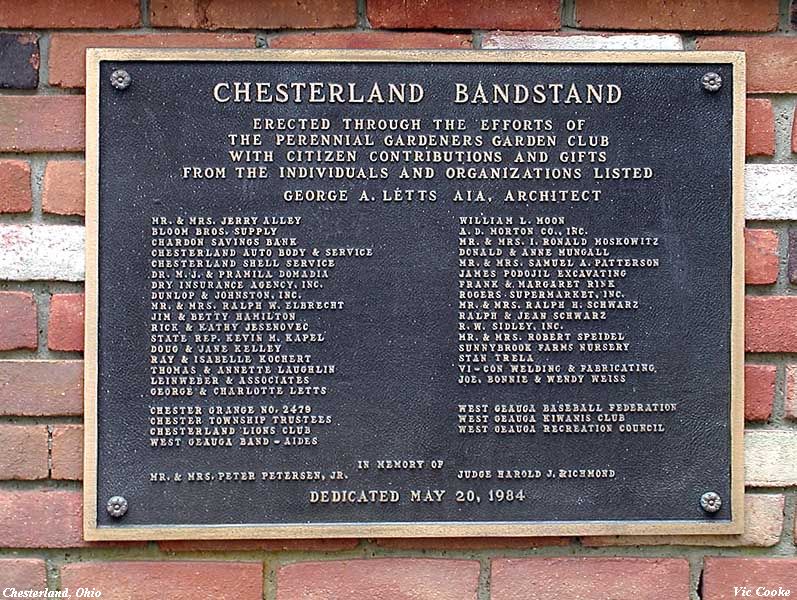 CHESTERLAND BANDSTAND
ERECTED THROUGH THE EFFORTS OF
THE PERENNIAL GARDENERS GARDEN CLUB
WITH CITIZEN CONTRIBUTIONS AND GIFTS
FROM THE INDIVIDUALS AND ORGANIZATIONS LISTED
GEORGE A. LETTS AIA, ARCHITECT
MR. & MRS. JERRY ALLEY
BLOOM BROS. SUPPLY
CHARDON SAVINGS BANK
CHESTERLAND AUTO BODY & SERVICE
CHESTERLAND SHELL SERVICE
DR. M. J. & PRAMILA DOMADIA
DRY INSURANCE AGENCY, INC.
DUNLOP & JOHNSTON, INC.
MR. & MRS. RALPH W. ELBRECHT
JIM & BETTY HAMILTON
RICK & KATHY JESENOVEC
STATE REP. KEVIN M. KAPEL
DOUG & JANE KELLEY
RAY & ISABELLE KOCHERT
THOMAS & ANNETTE LAUGHLIN
LEINWEBER & ASSOCIATES
GEORGE & CHARLOTTE LETTS
CHESTER GRANGE NO. 2479
CHESTER TOWNSHIP TRUSTEES
CHESTERLAND LIONS CLUB
WEST GEAUGA BAND - AIDES
WILLIAM L. MOON
A. D. MORTON CO., INC.
MR. & MRS. I. RONALD MOSKOWITZ
DONALD & ANNE MUNGALL
MR. & MRS. SAMUEL A. PATTERSON
JAMES PODOJIL EXCAVATING
FRANK & MARGARET RINK
ROGERS SUPERMARKET, INC.
MR. & MRS. RALPH H. SCHWARZ
RALPH & JEAN SCHWARZ
R. W. SIDLEY, INC.
MR. & MRS. ROBERT SPEIDEL
SUNNYBROOK FARMS NURSERY
STAN TRELA
VI-CON WELDING & FABRICATING
JOE, BONNIE & WENDY WEISS
WEST GEAUGA BASEBALL FEDERATION
WEST GEAUGA KIWANIS CLUB
WEST GEAUGA RECREATION COUNCIL
IN MEMORY OF
MR. & MRS. PETER PETERSEN, JR.
JUDGE HAROLD J. RICHMOND
DEDICATED MAY 20, 1984
Chesterland, Ohio
Vic Cooke